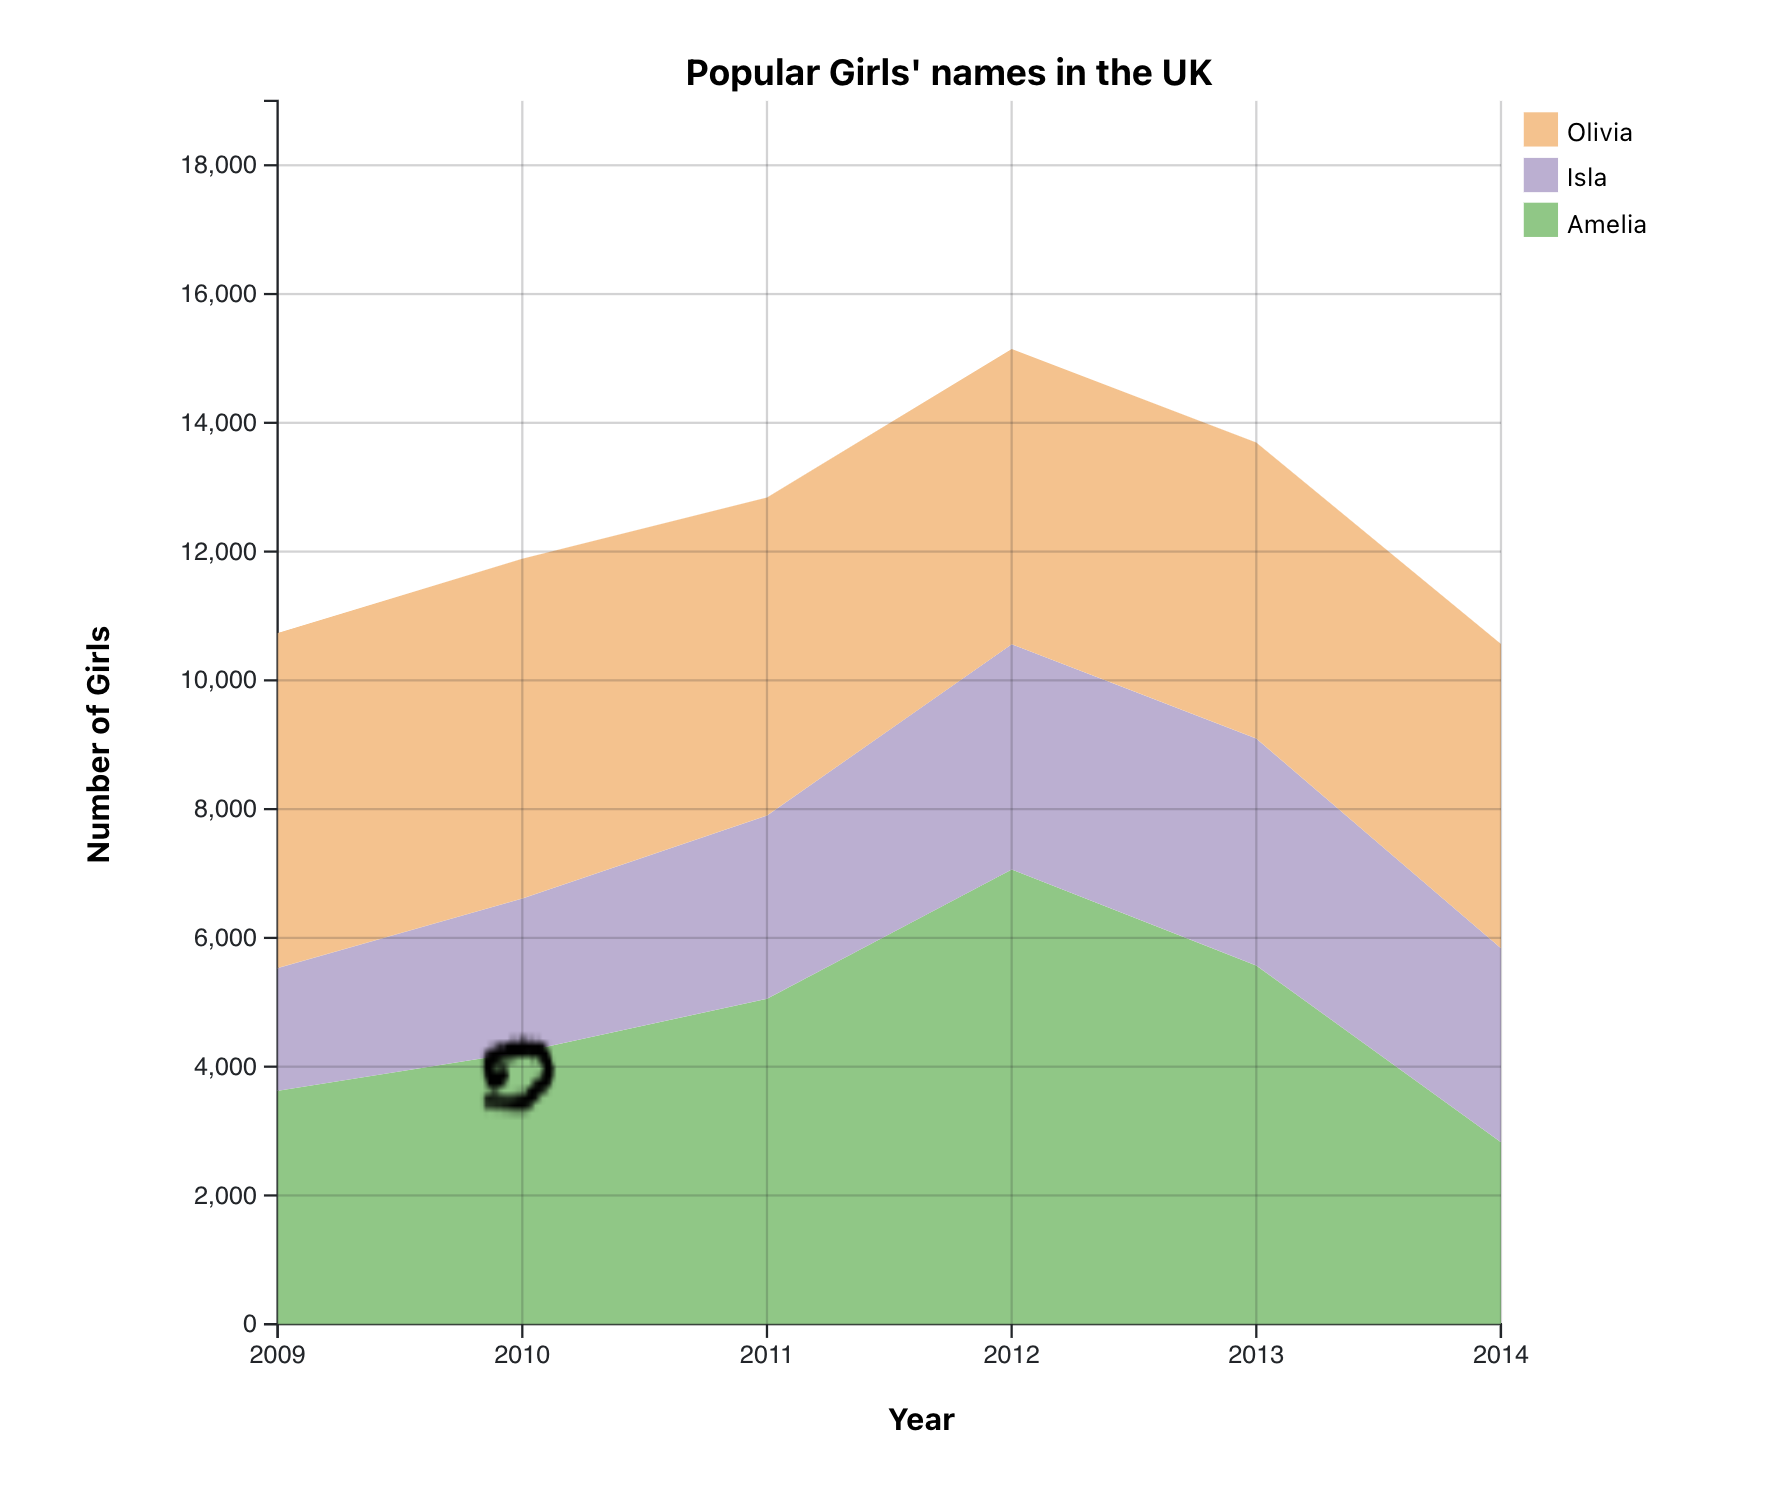 Popular Girls' names in the UK
Olivia
Isla
Amelia
18,000
16,000
14,000
12,000
10,000
8,000
6,000
4,000
2,000
0
Number of Girls
2009 2010 2011 2012 2013 2014
Year